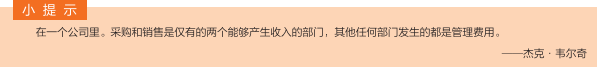 小提示
在一个公司里。采购和销售是仅有的两个能够产生收入的部门，其他任何部门发生的都是管理费用。
——杰克·韦尔奇